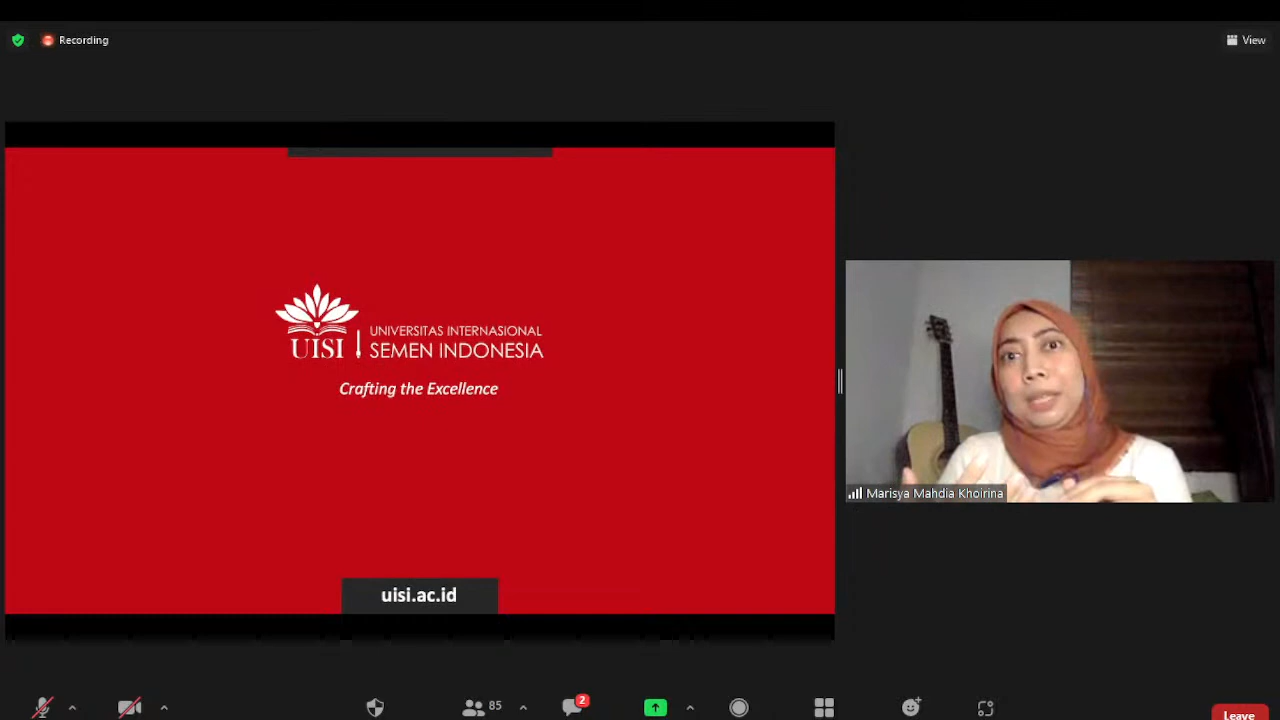 Recording
View
UISI
UNIVERSITAS INTERNASIONAL
SEMEN INDONESIA
Crafting the Excellence
uisi.ac.id
Marisya Mahdia Khoirina
85
2
Leave